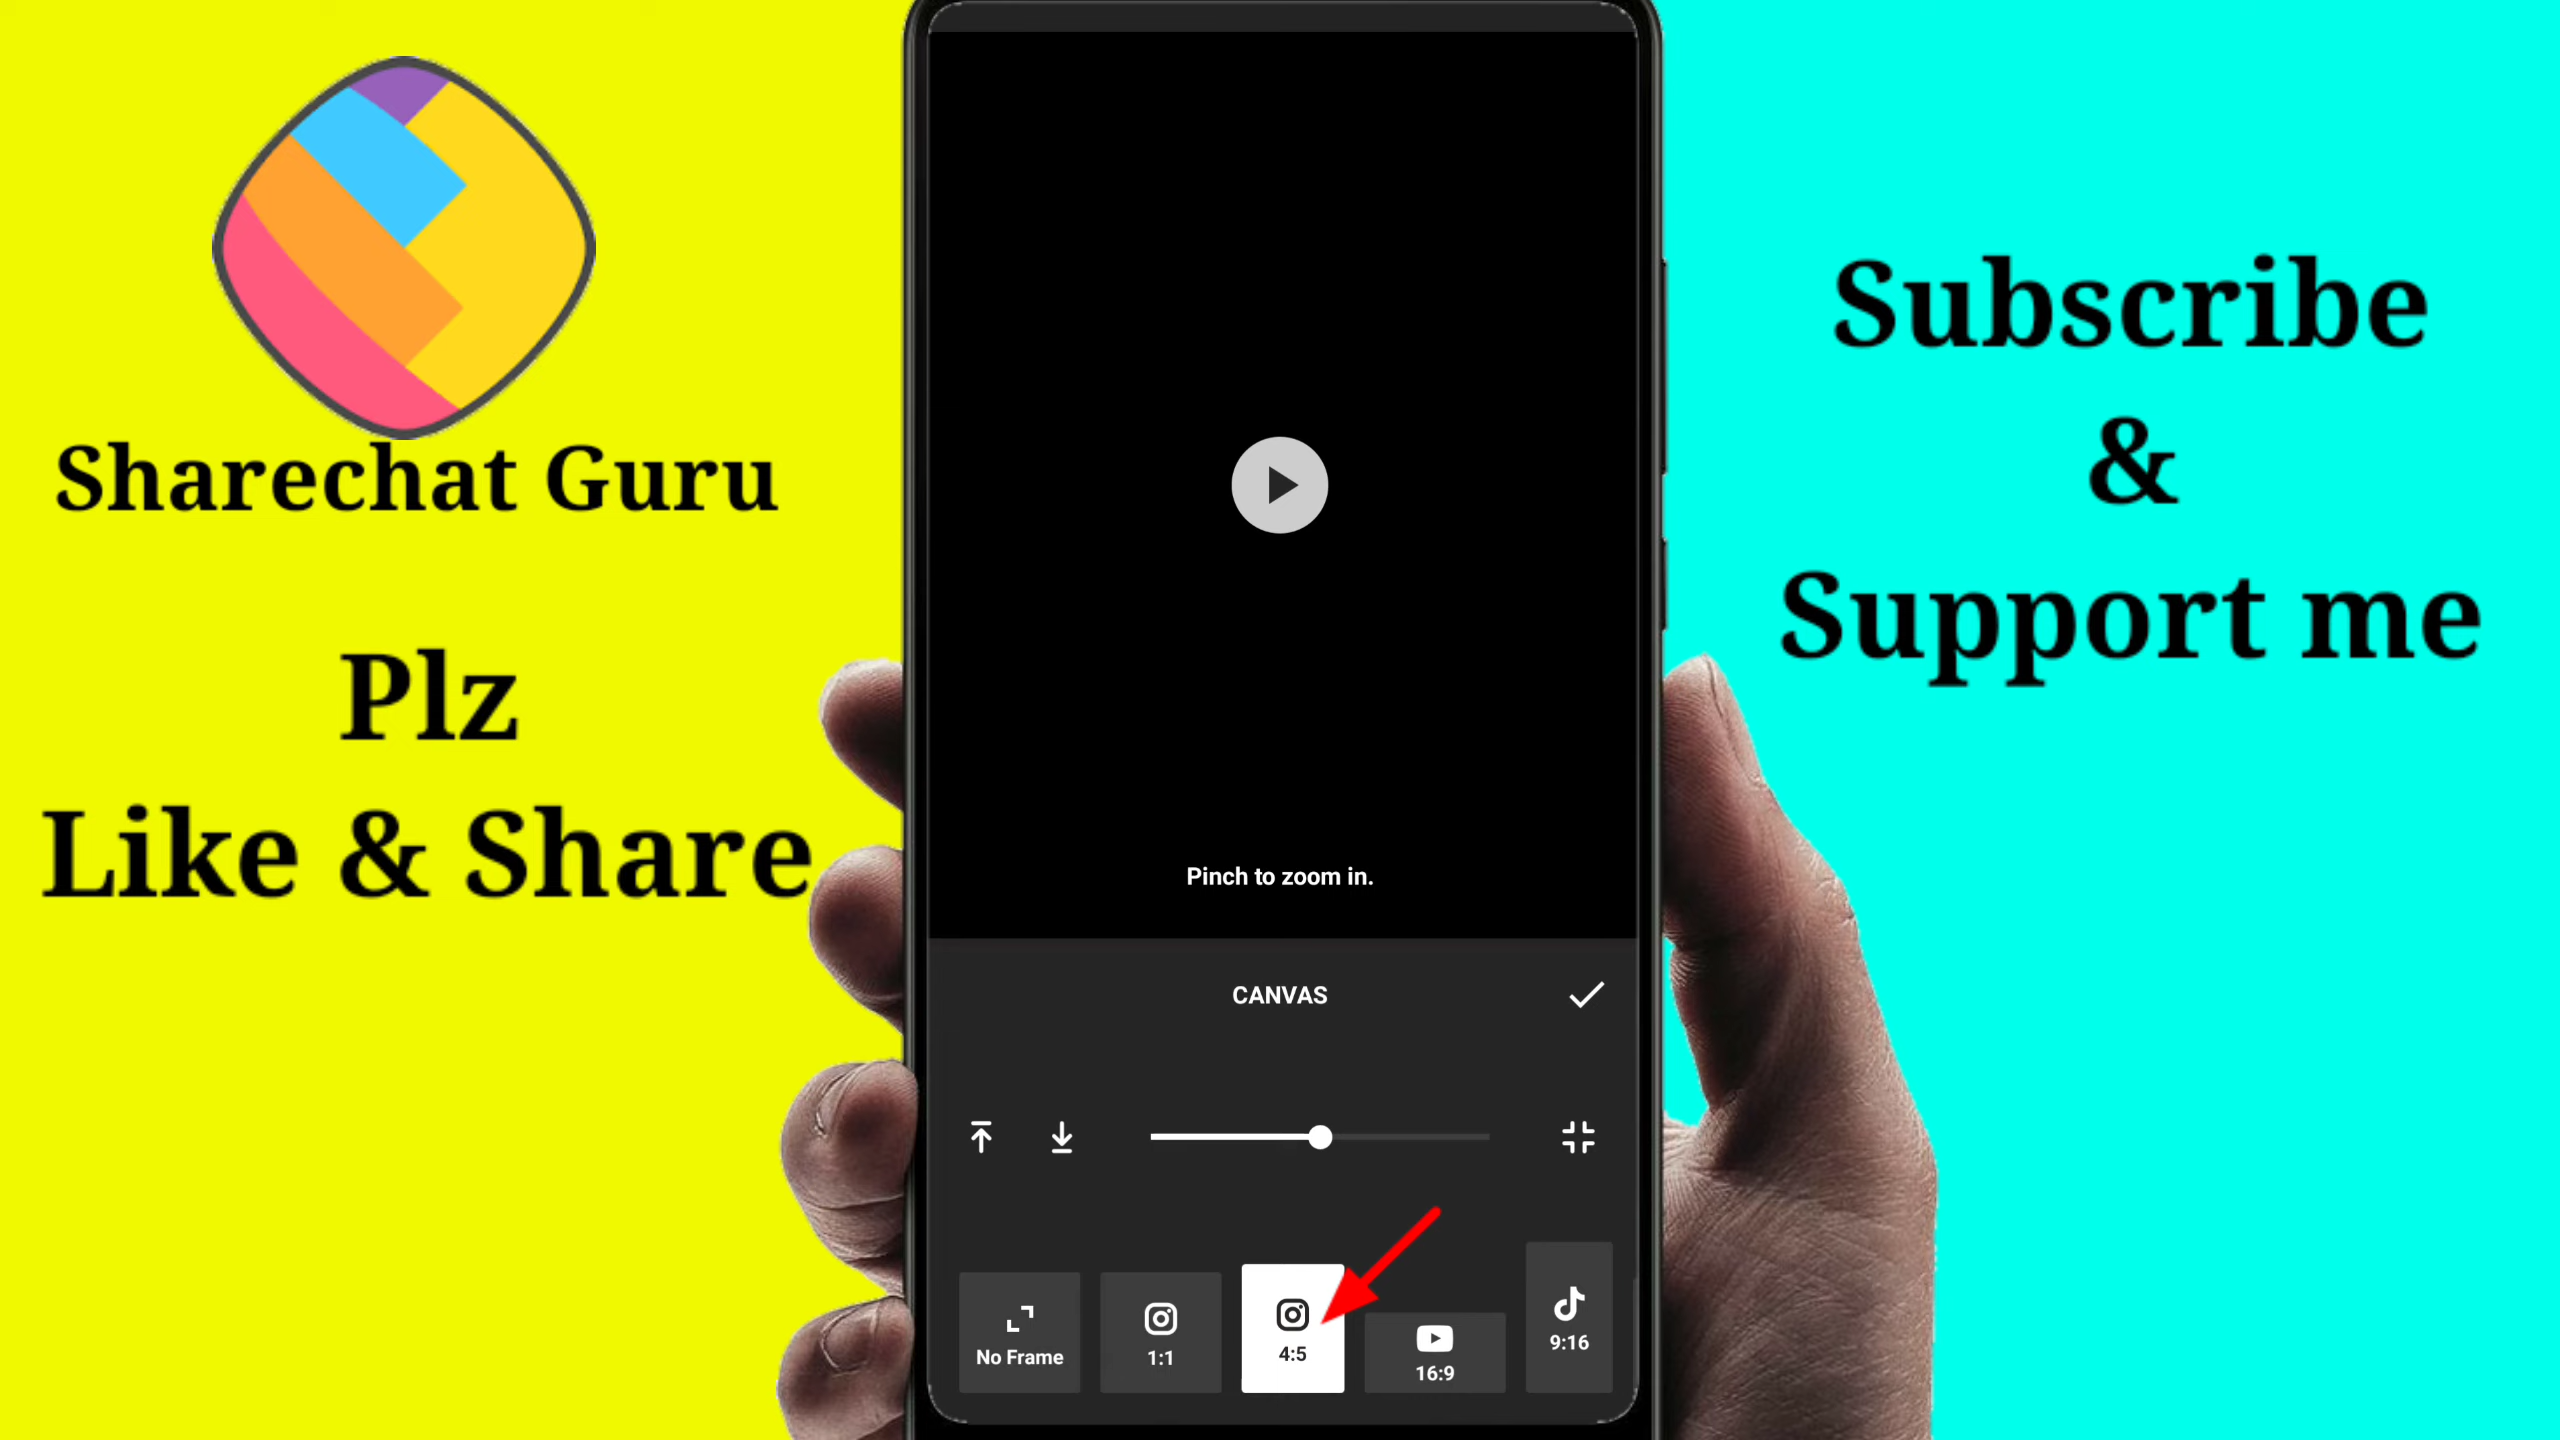 Sharechat Guru
Plz
Like & Share
Subscribe
&
Support me
Pinch to zoom in.
CANVAS
No Frame
1:1
4:5
16:9
9:16